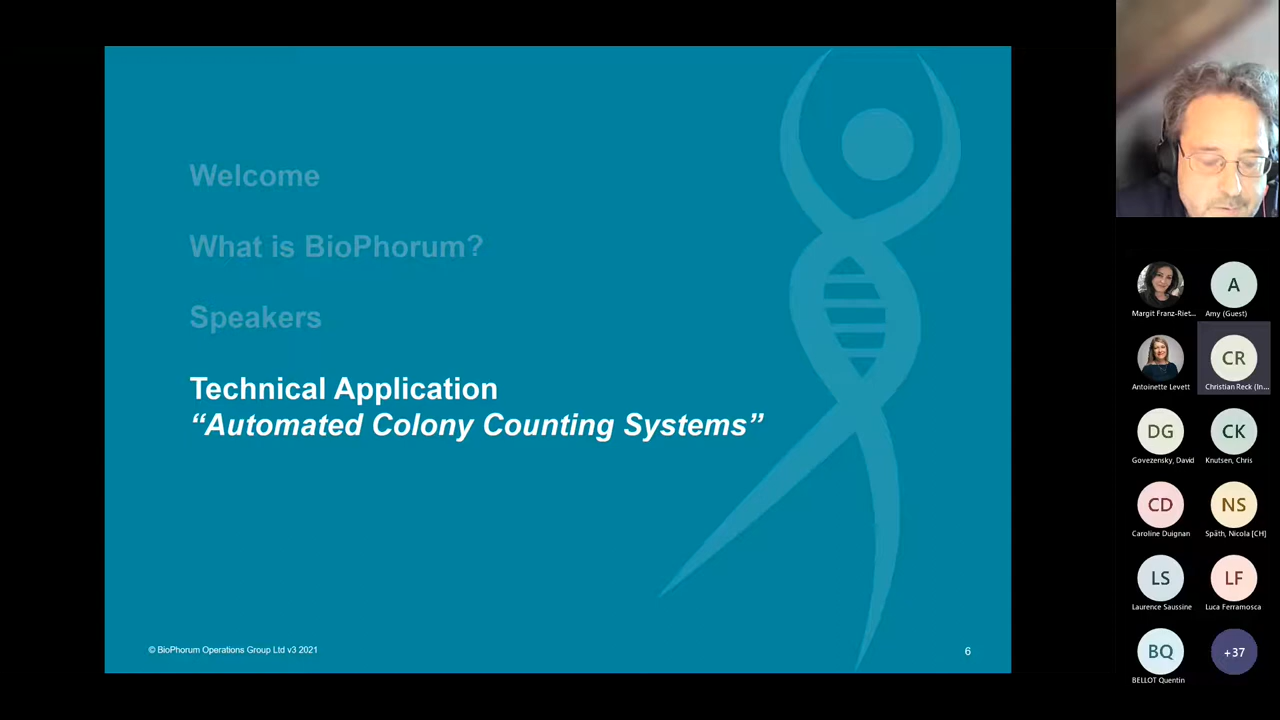 Welcome
What is BioPhorum?
Speakers
Technical Application
“Automated Colony Counting Systems”
© BioPhorum Operations Group Ltd v3 2021
6
Margit Franz-Riet...
A
Amy (Guest)
Antoinette Levett
CR
Christian Reck (In...
DG
Govezensky, David
CK
Knutsen, Chris
CD
Caroline Duignan
NS
Späth, Nicola [CH]
LS
Laurence Saussine
LF
Luca Ferramosca
BQ
BELLOT Quentin
+37